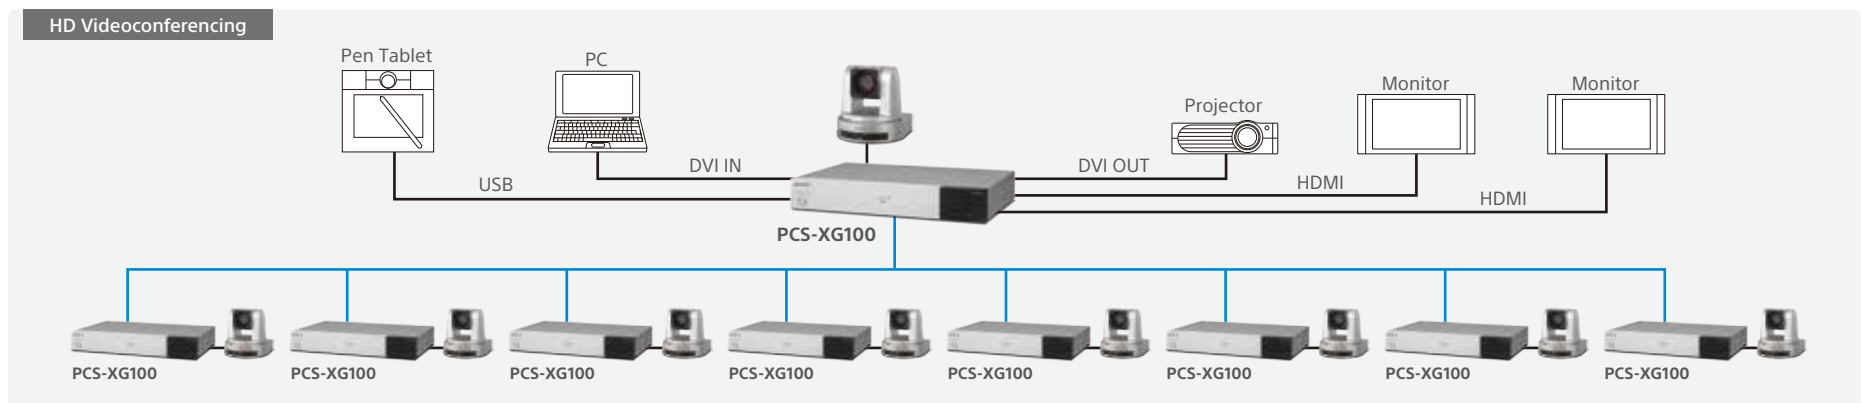 HD Videoconferencing
Pen Tablet
PC
Projector
Monitor
Monitor
DVI IN
DVI OUT
USB
HDMI
HDMI
PCS-XG100
PCS-XG100
PCS-XG100
PCS-XG100
PCS-XG100
PCS-XG100
PCS-XG100
PCS-XG100
PCS-XG100